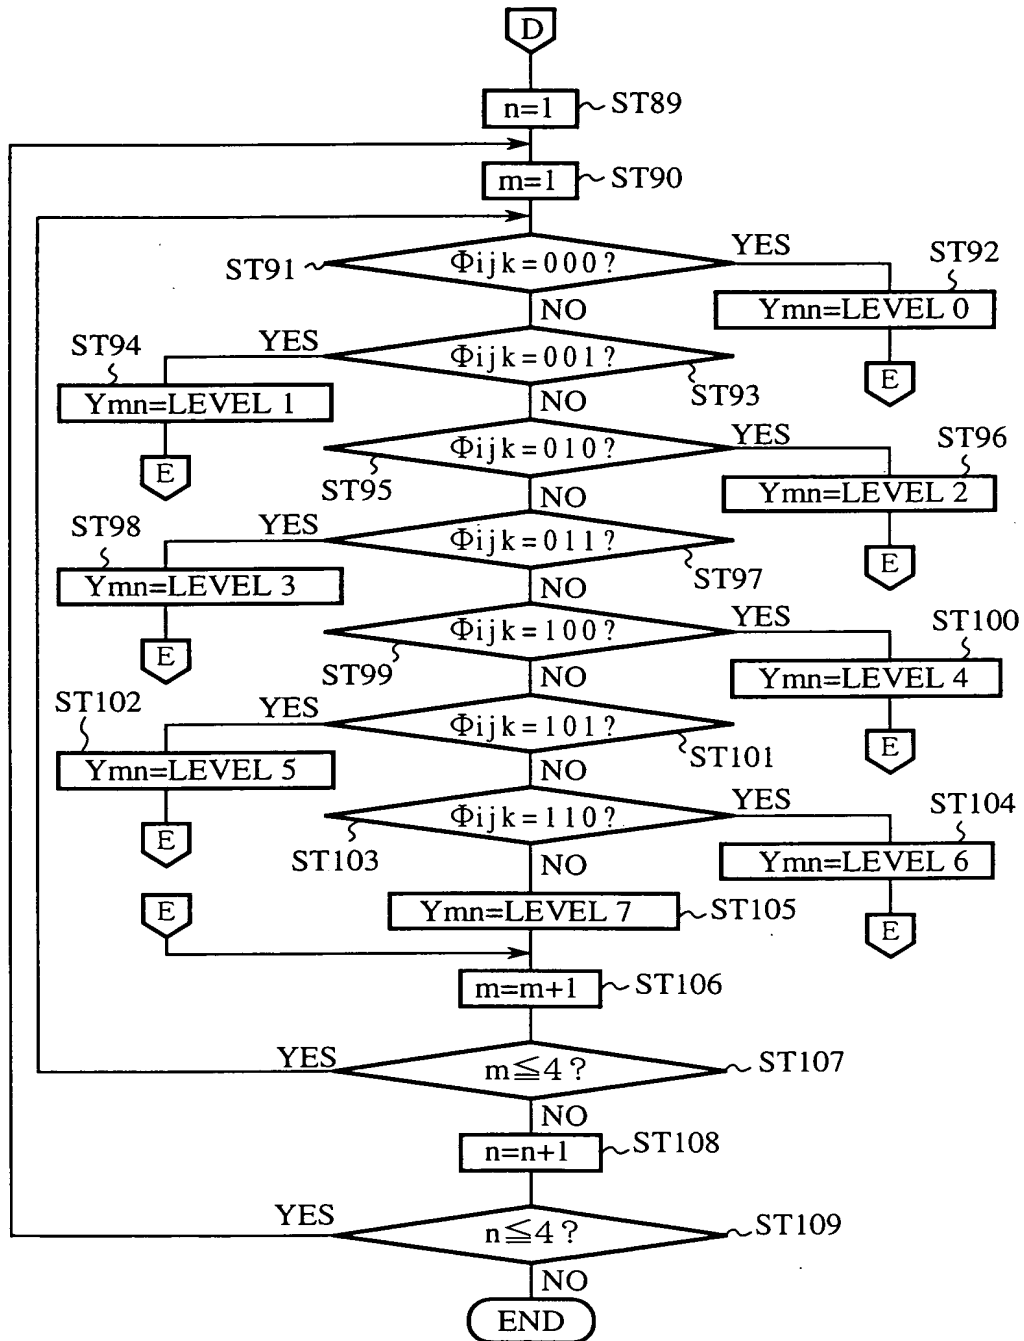 D
n=1 ST89
m=1 ST90
ST91 Φijk=000? YES ST92
Ymn=LEVEL 0
NO
E
ST94 YES Φijk=001? ST93
Ymn=LEVEL 1
NO
E
Φijk=010? YES ST96
ST95
Ymn=LEVEL 2
NO
E
ST98 YES Φijk=011? ST97
Ymn=LEVEL 3
NO
E
Φijk=100? YES ST100
ST99
Ymn=LEVEL 4
NO
E
ST102 YES Φijk=101? ST101
Ymn=LEVEL 5
NO
E
Φijk=110? YES ST104
ST103
Ymn=LEVEL 6
NO
E
E
Ymn=LEVEL 7 ST105
m=m+1 ST106
YES m≦4? ST107
NO
n=n+1 ST108
YES n≦4? ST109
NO
END